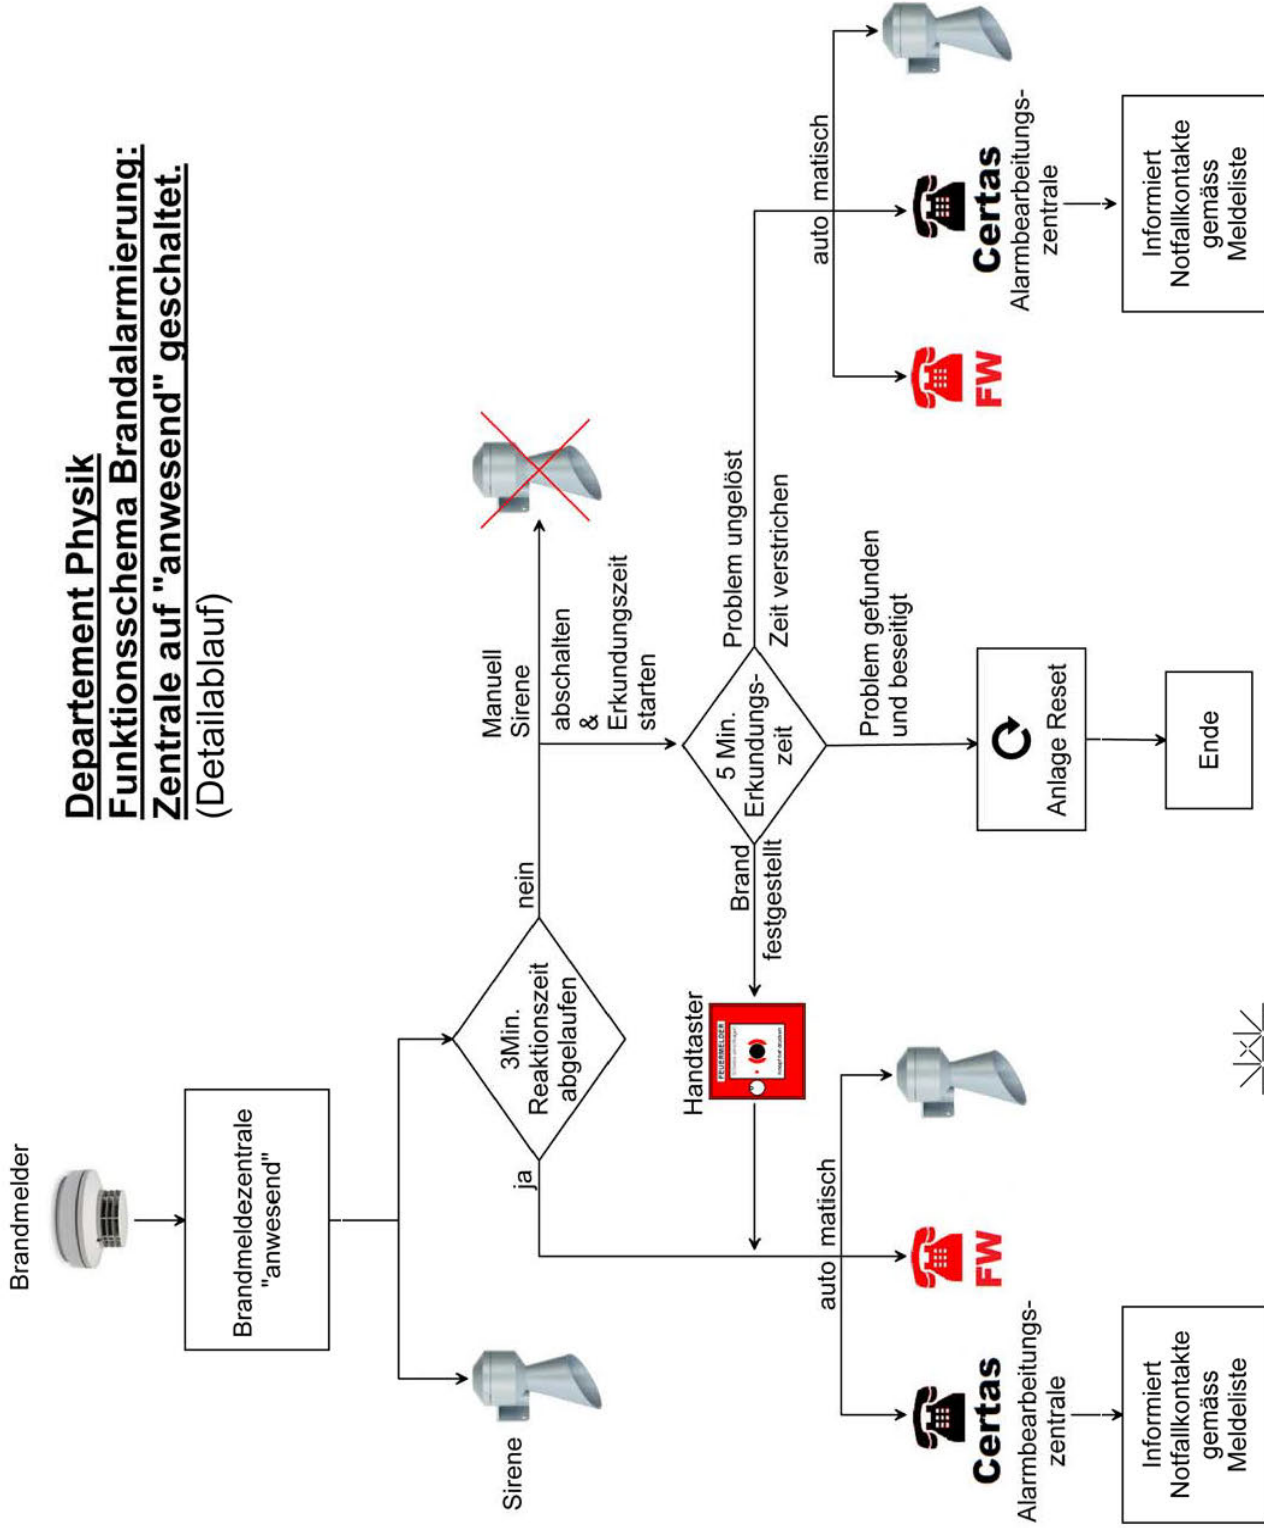 Departement Physik
Funktionsschema Brandalarmierung:
Zentrale auf "anwesend" geschaltet.
(Detailablauf)
Brandmelder
Brandmeldezentrale
"anwesend"
Sirene
3Min.
Reaktionszeit
abgelaufen
ja
nein
Manuell
Sirene
abschalten
&
Erkundungszeit
starten
5 Min.
Erkundungs-
zeit
Brand
festgestellt
Problem ungelöst
Zeit verstrichen
Problem gefunden
und beseitigt
Handtaster
FEUERMELDER
auto matisch
Certas
Alarmbearbeitungs-
zentrale
FW
Informiert
Notfallkontakte
gemäss
Meldeliste
Anlage Reset
Ende
auto matisch
FW
Certas
Alarmbearbeitungs-
zentrale
Informiert
Notfallkontakte
gemäss
Meldeliste